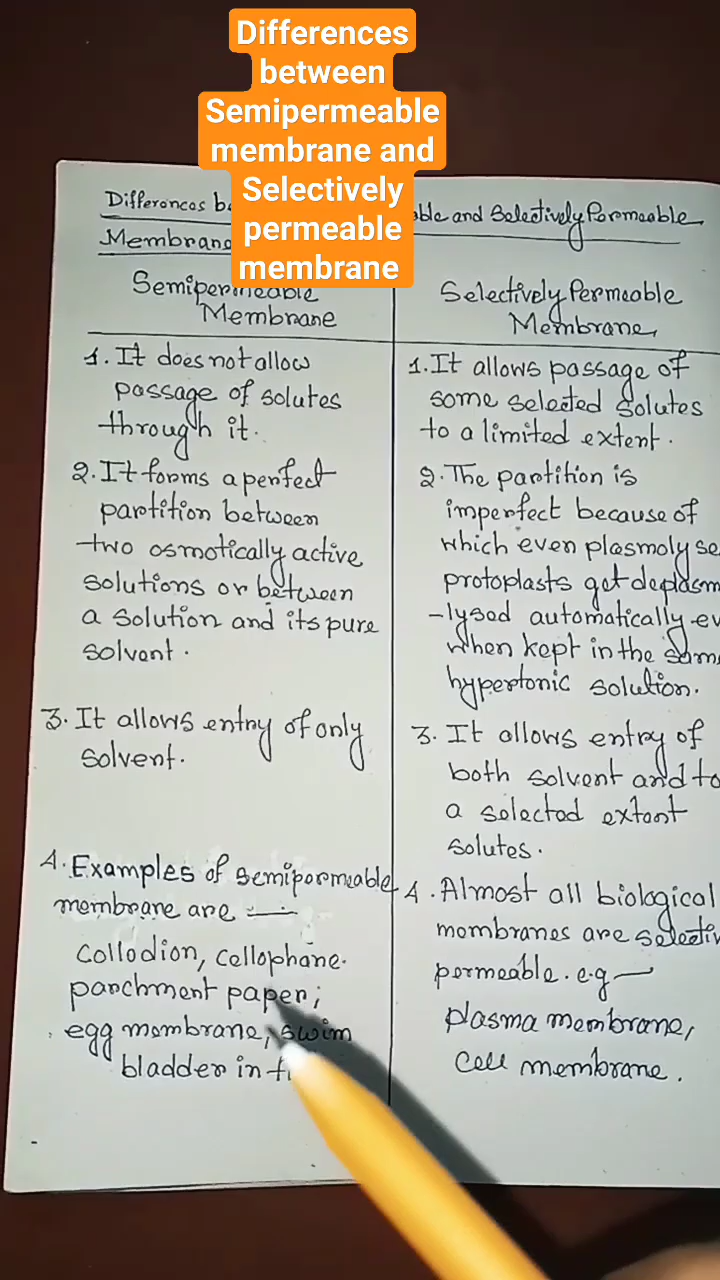 Differences
between
Semipermeable
membrane and
Selectively
permeable
membrane
Differences b
ble and Selectively Permeable
Membrane
Semipermeable
Membrane
1. It does not allow
passage of solutes
through it.
2. It forms a perfect
partition between
two osmotically active
solutions or between
a solution and its pure
solvent.
3. It allows entry of only
solvent.
4. Examples of semipermeable
membrane are —
Collodion, cellophane.
parchment paper;
egg membrane, swim
bladder in fi
Selectively Permeable
Membrane,
1. It allows passage of
some selected solutes
to a limited extent.
2. The partition is
imperfect because of
which even plasmolyse
protoplasts get deplasm
-lysed automatically ev
when kept in the sam
hypertonic solution.
3. It allows entry of
both solvent and to
a selected extent
solutes.
4. Almost all biological
membranes are selectiv
permeable. e.g —
plasma membrane,
cell membrane.